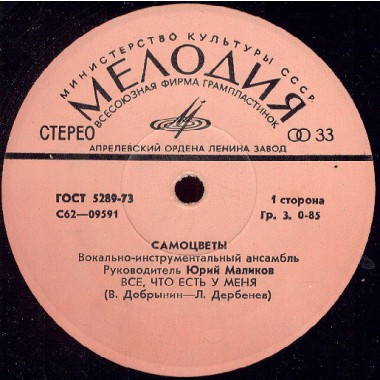 МИНИСТЕРСТВО КУЛЬТУРЫ СССР
МЕЛОДИЯ
ВСЕСОЮЗНАЯ ФИРМА ГРАМПЛАСТИНОК
СТЕРЕО
33
АПРЕЛЕВСКИЙ ОРДЕНА ЛЕНИНА ЗАВОД
ГОСТ 5289-73
1 сторона
С62—09591
Гр. 3. 0-85
САМОЦВЕТЫ
Вокально-инструментальный ансамбль
Руководитель Юрий Маликов
ВСЕ, ЧТО ЕСТЬ У МЕНЯ
(В. Добрынин—Л. Дербенев)